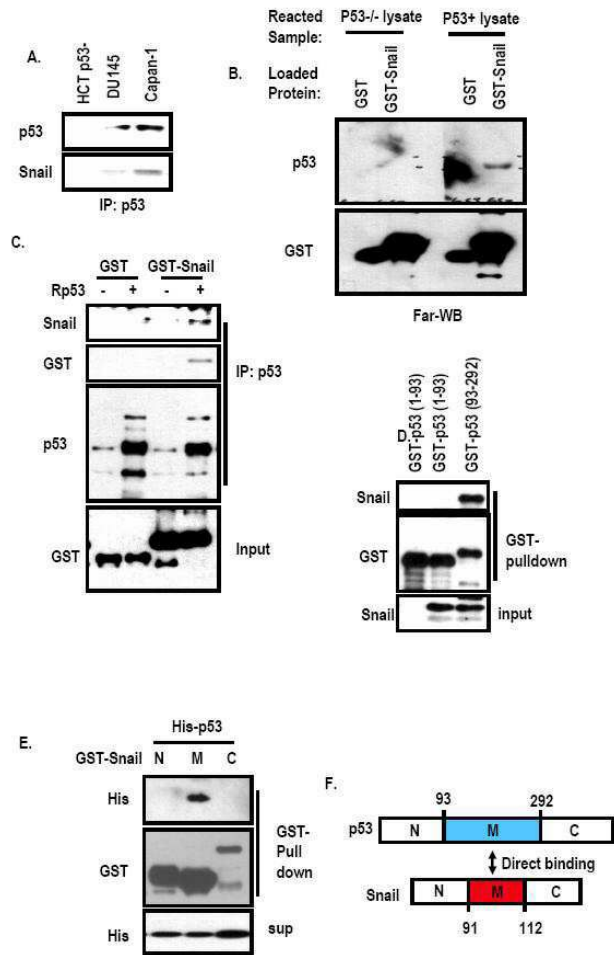 A.
HCT p53-
DU145
Capan-1
p53
Snail
IP: p53
B.
Reacted Sample: P53-/- lysate P53+ lysate
Loaded Protein: GST GST-Snail GST GST-Snail
p53
GST
Far-WB
C.
GST GST-Snail
Rp53 - + - +
Snail
GST
p53
IP: p53
GST
Input
D.
GST-p53 (1-93)
GST-p53 (1-93)
GST-p53 (93-292)
Snail
GST
GST-pulldown
Snail input
E.
His-p53
GST-Snail N M C
His
GST
GST-Pull down
His sup
F.
93 292
p53 N M C
Direct binding
Snail N M C
91 112